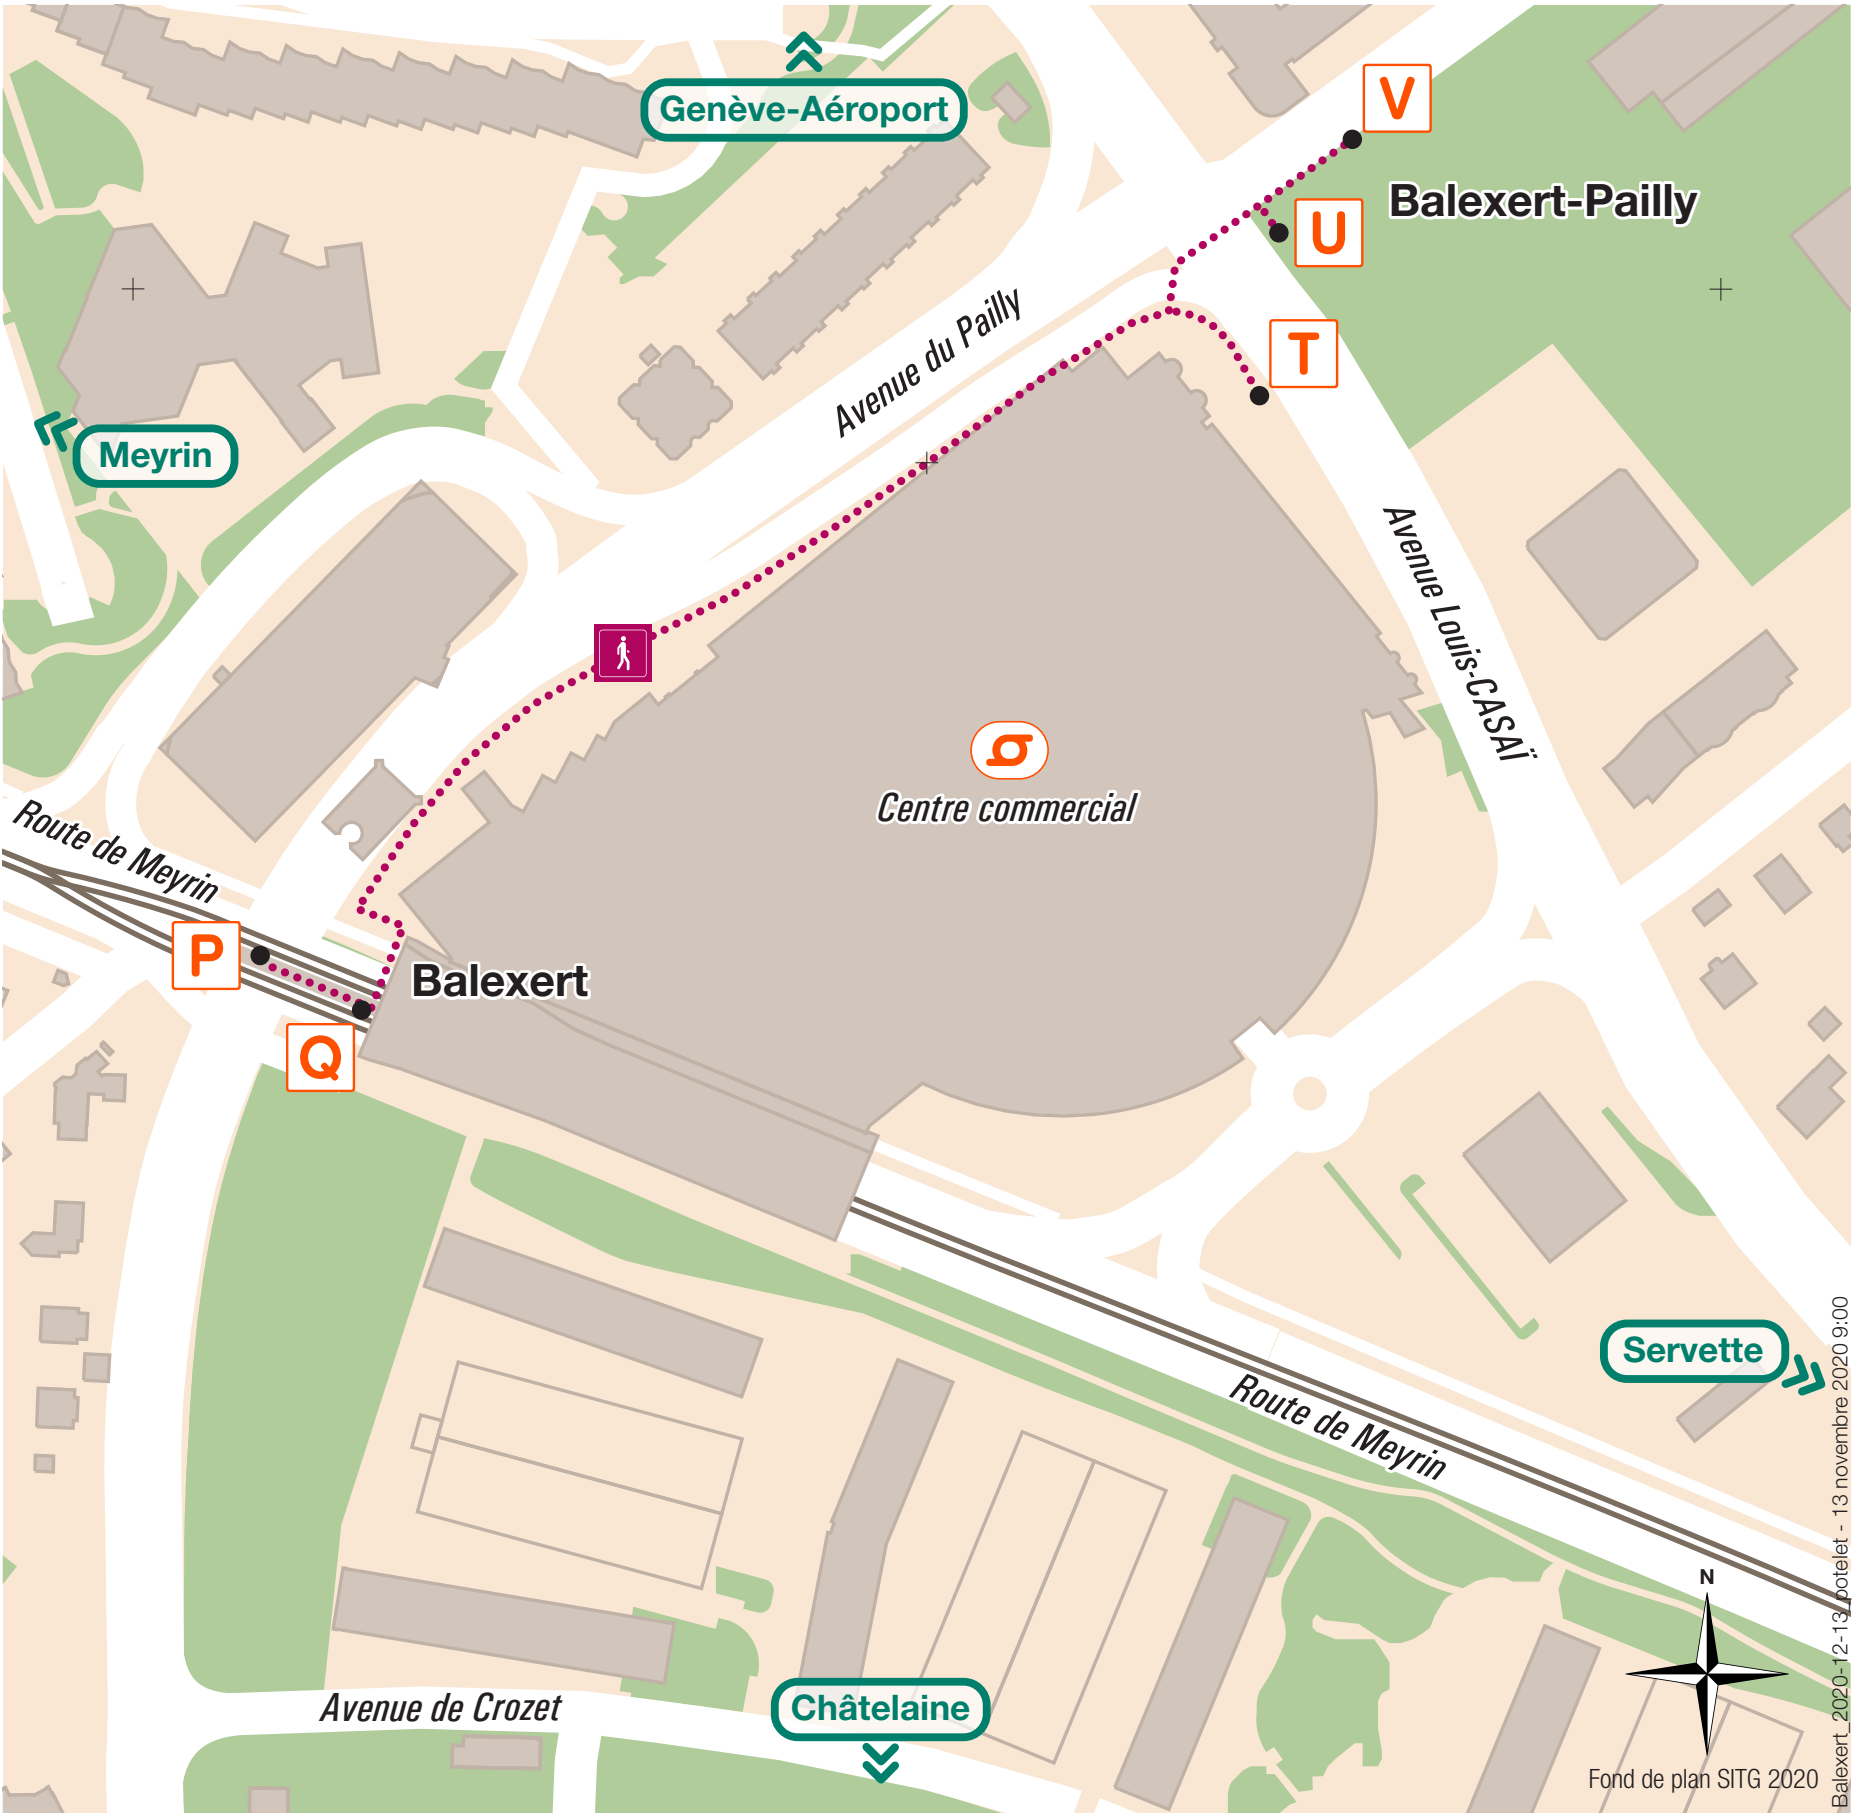 Genève-Aéroport
V
Balexert-Pailly
U
T
Avenue du Pailly
Meyrin
Avenue Louis-CASAÏ
Centre commercial
Route de Meyrin
P
Balexert
Q
Servette
Route de Meyrin
N
Avenue de Crozet
Châtelaine
Fond de plan SITG 2020
Balexert_2020-12-13_potelet - 13 novembre 2020 9:00